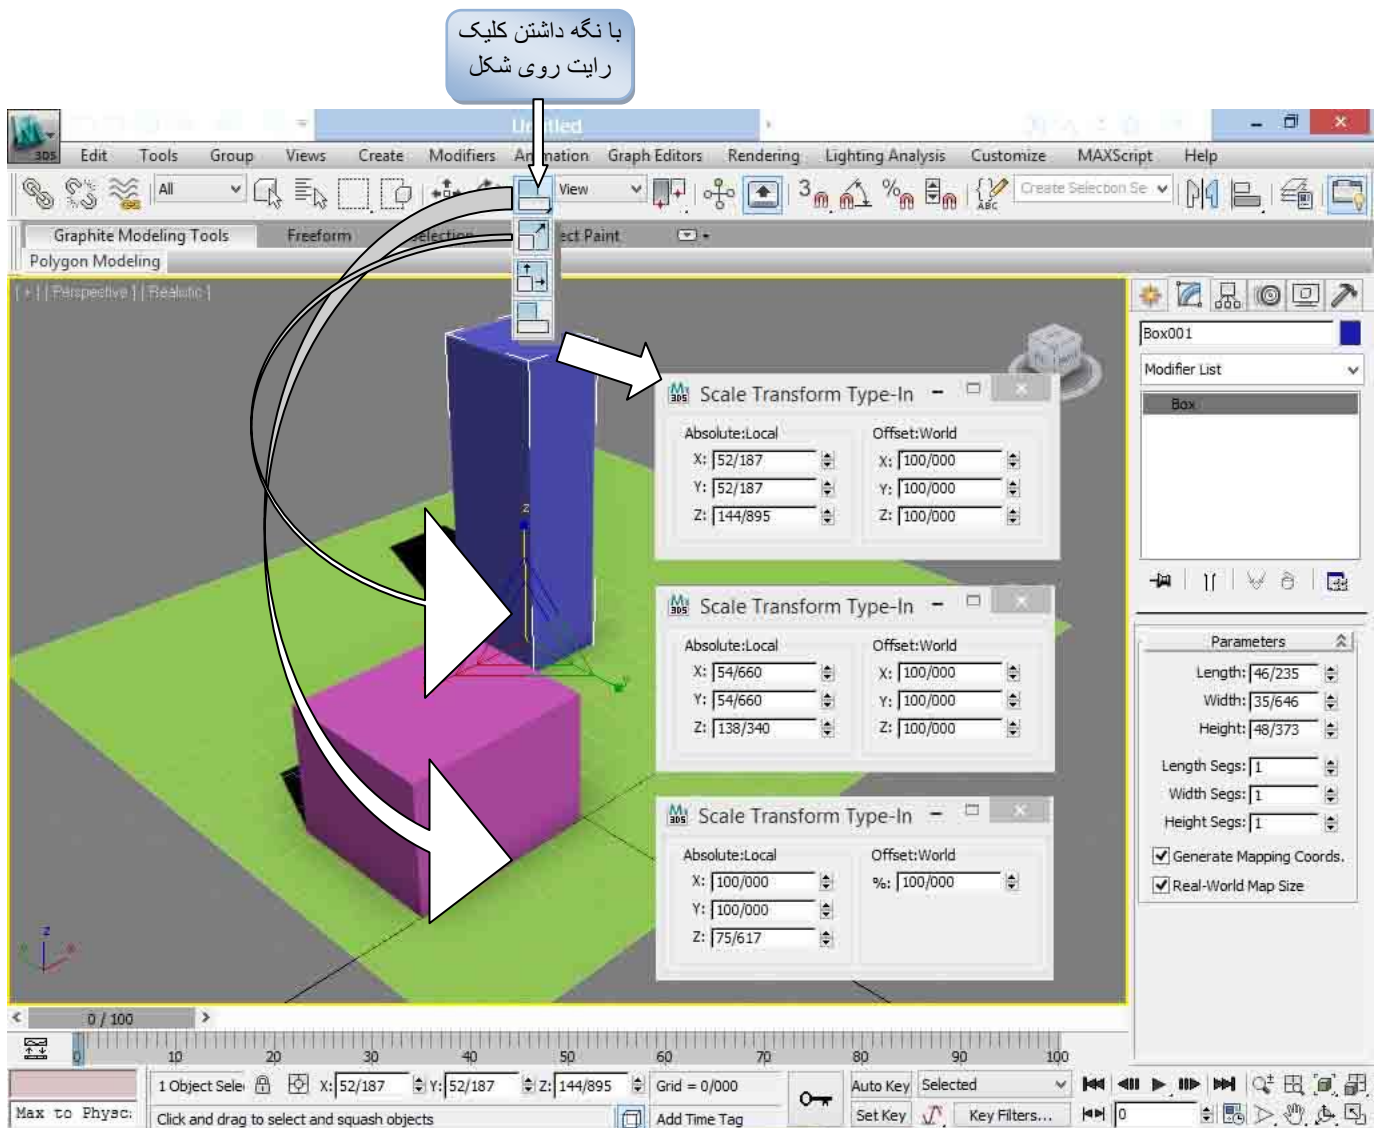 با نگه داشتن کلیک
رایت روی شکل
Untitled
3DS
Edit Tools Group Views Create Modifiers Animation Graph Editors Rendering Lighting Analysis Customize MAXScript Help
All
View
3
%
ABC
Create Selection Se
Graphite Modeling Tools Freeform Selection ect Paint
Polygon Modeling
[ + ] [ Perspective ] [ Realistic ]
Box001
Modifier List
Box
Scale Transform Type-In
Absolute:Local Offset:World
X: 52/187 X: 100/000
Y: 52/187 Y: 100/000
Z: 144/895 Z: 100/000
Scale Transform Type-In
Absolute:Local Offset:World
X: 54/660 X: 100/000
Y: 54/660 Y: 100/000
Z: 138/340 Z: 100/000
Scale Transform Type-In
Absolute:Local Offset:World
X: 100/000 %: 100/000
Y: 100/000
Z: 75/617
Parameters
Length: 46/235
Width: 35/646
Height: 48/373
Length Segs: 1
Width Segs: 1
Height Segs: 1
Generate Mapping Coords.
Real-World Map Size
z
z
0 / 100
0 10 20 30 40 50 60 70 80 90 100
1 Object Sele X: 52/187 Y: 52/187 Z: 144/895 Grid = 0/000 Auto Key Selected
Max to Physc: Click and drag to select and squash objects Add Time Tag Set Key Key Filters... 0